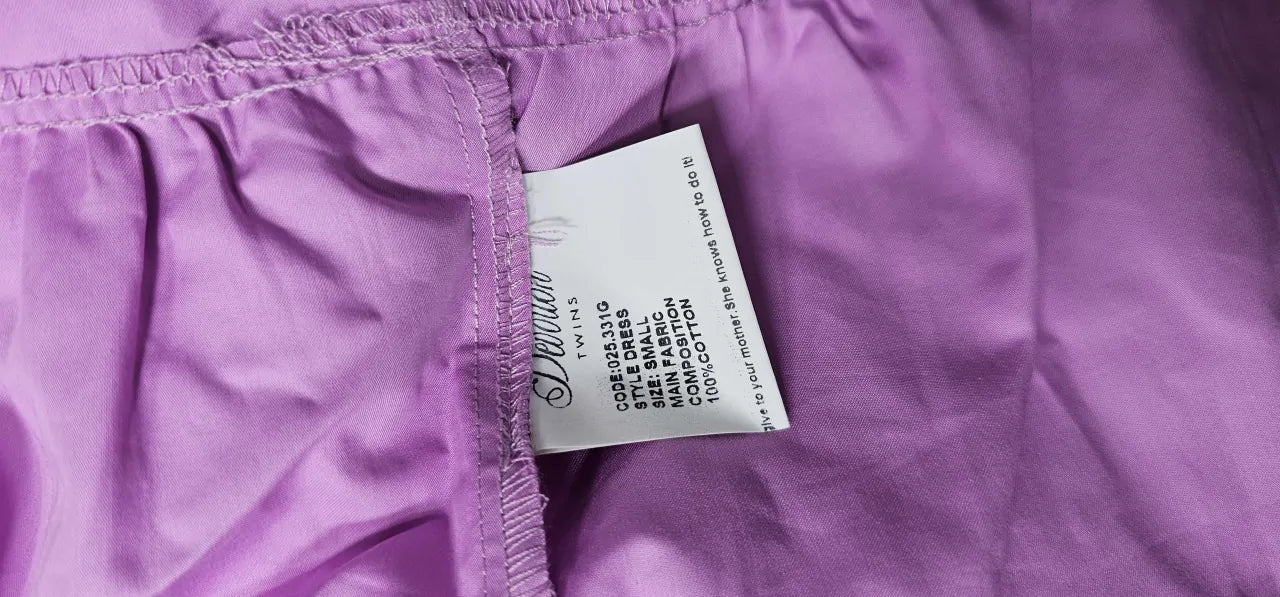 TWINS
CODE:025.331G
STYLE DRESS
SIZE: SMALL
MAIN FABRIC
COMPOSITION
100%COTTON
give to your mother. She knows how to do it!